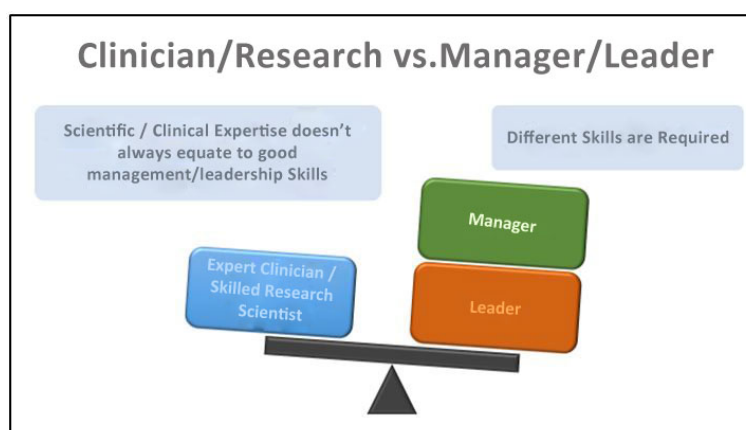 Clinician/Research vs.Manager/Leader
Scientific / Clinical Expertise doesn’t
always equate to good
management/leadership Skills
Different Skills are Required
Manager
Expert Clinician /
Skilled Research
Scientist
Leader